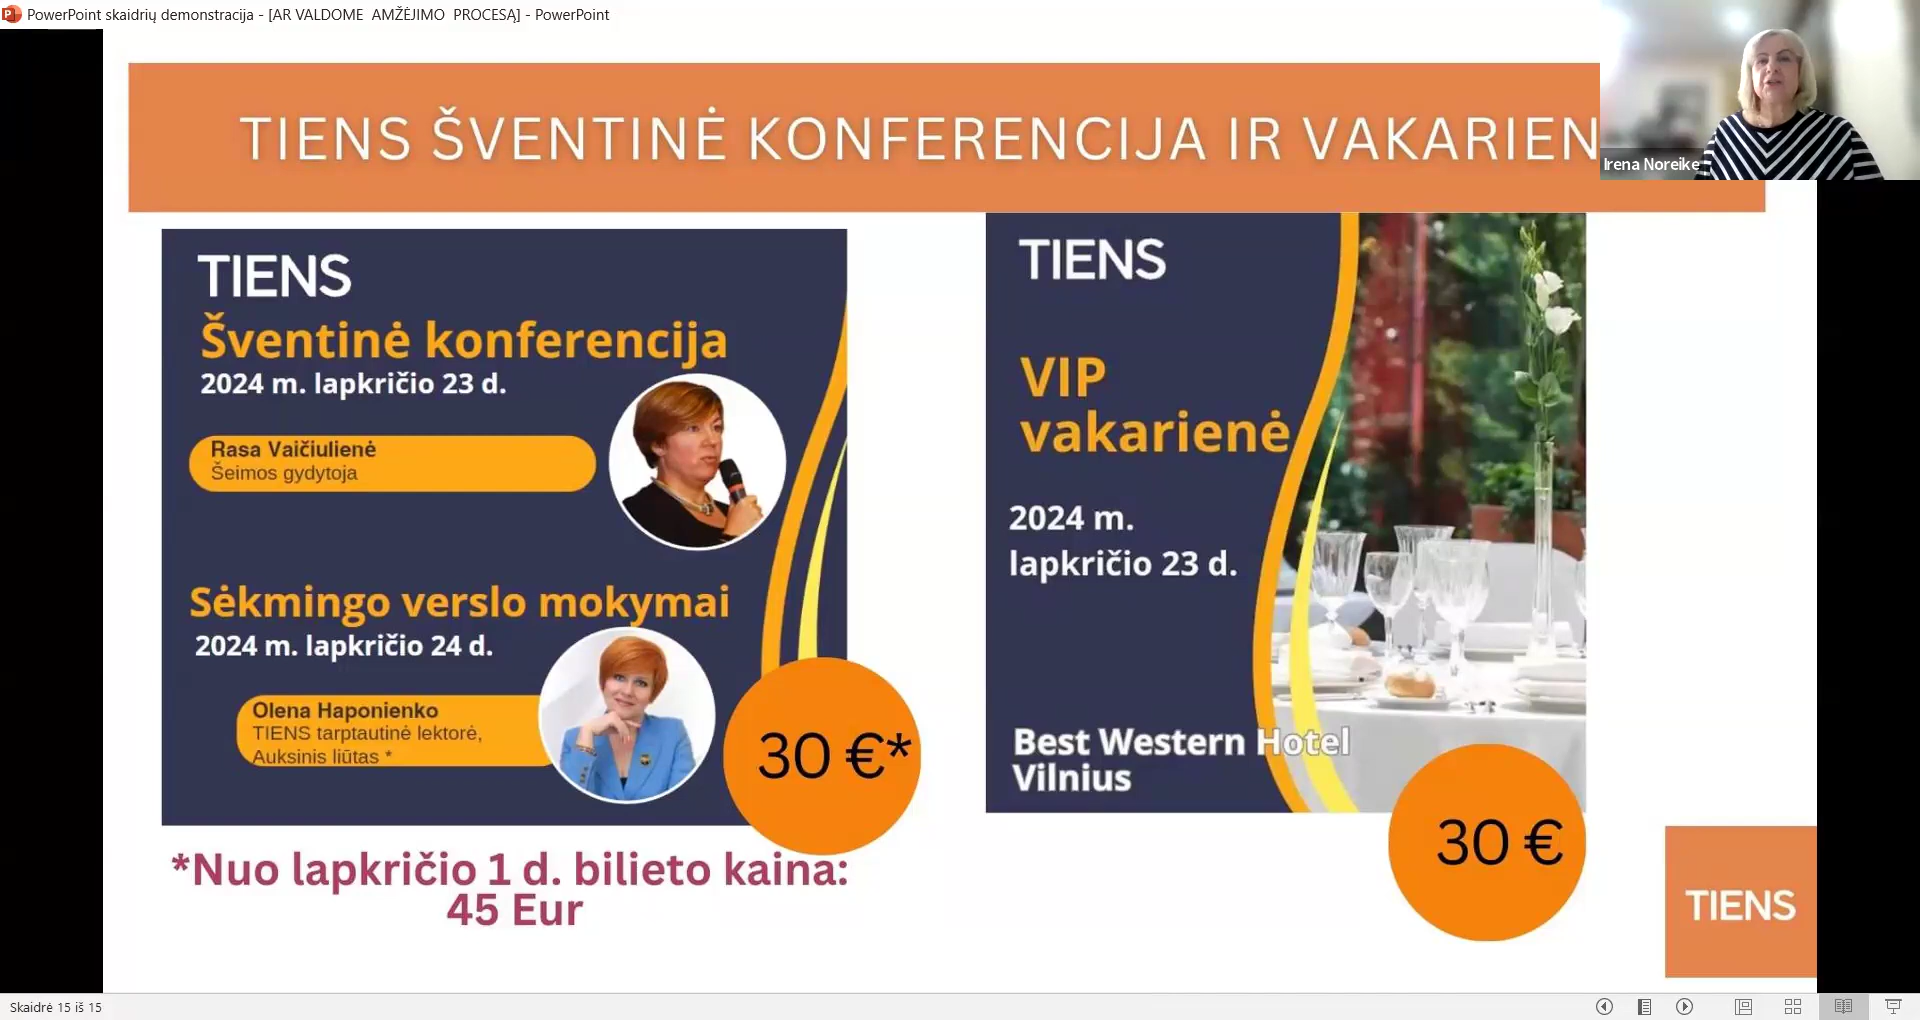 PowerPoint skaidrių demonstracija - [AR VALDOME AMŽĖJIMO PROCESĄ] - PowerPoint
TIENS ŠVENTINĖ KONFERENCIJA IR VAKARIEN
Irena Noreike
TIENS
Šventinė konferencija
2024 m. lapkričio 23 d.
Rasa Vaičiulienė
Šeimos gydytoja
Sėkmingo verslo mokymai
2024 m. lapkričio 24 d.
Olena Haponienko
TIENS tarptautinė lektorė,
Auksinis liūtas *
30 €*
*Nuo lapkričio 1 d. bilieto kaina:
45 Eur
TIENS
VIP
vakarienė
2024 m.
lapkričio 23 d.
Best Western Hotel
Vilnius
30 €
TIENS
Skaidrė 15 iš 15